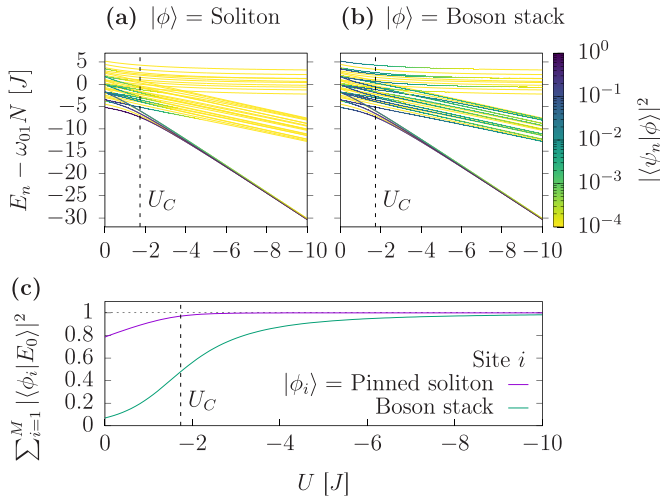 (a) |ϕ⟩ = Soliton
(b) |ϕ⟩ = Boson stack
E_n − ω_01 N [J]
5
0
−5
−10
−15
−20
−25
−30
U_C
0 −2 −4 −6 −8 −10
U_C
0 −2 −4 −6 −8 −10
10^0
10^−1
10^−2
10^−3
10^−4
|⟨ψ_n|ϕ⟩|^2
(c)
∑_{i=1}^M |⟨ϕ_i|E_0⟩|^2
1
0.8
0.6
0.4
0.2
0
U_C
Site i
|ϕ_i⟩ = Pinned soliton
Boson stack
0 −2 −4 −6 −8 −10
U [J]